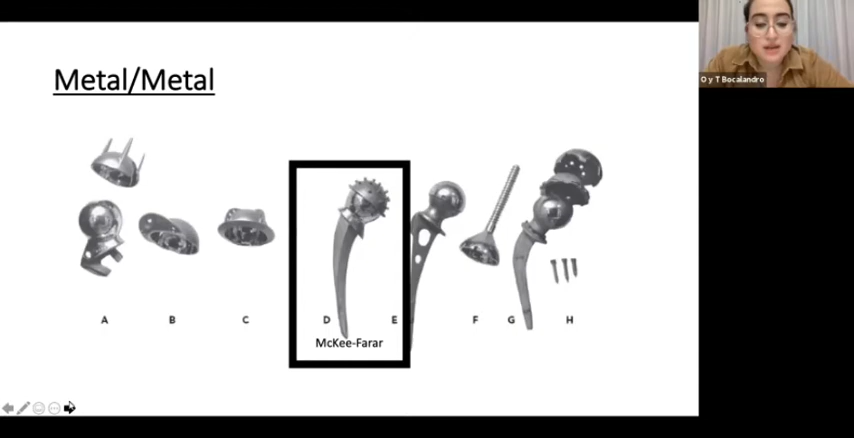 Metal/Metal
O y T Bocalandro
A B C D E F G H
McKee-Farar